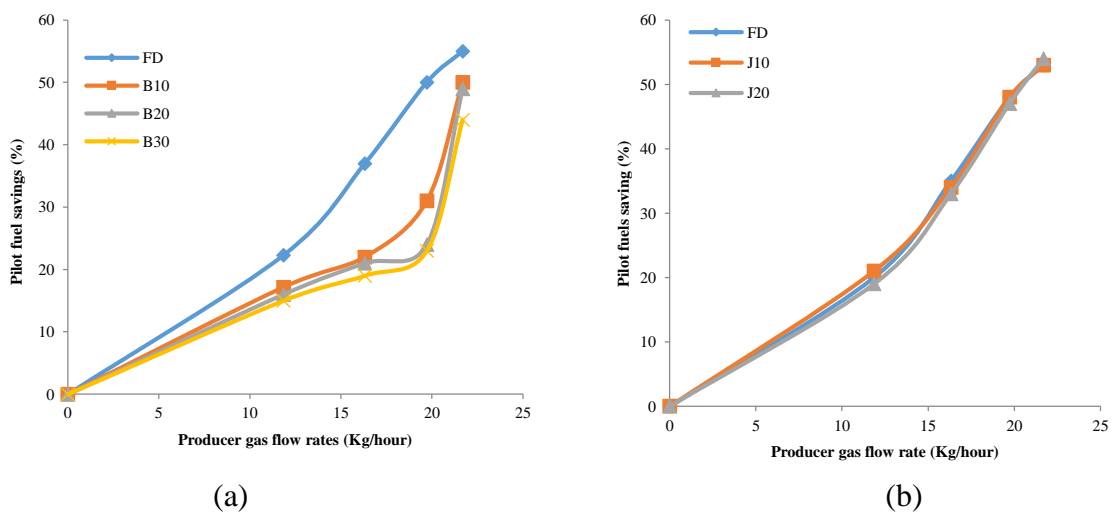 60
50
40
30
20
10
0
Pilot fuel savings (%)
FD
B10
B20
B30
0 5 10 15 20 25
Producer gas flow rates (Kg/hour)
(a)
60
50
40
30
20
10
0
Pilot fuels saving (%)
FD
J10
J20
0 5 10 15 20 25
Producer gas flow rate (Kg/hour)
(b)